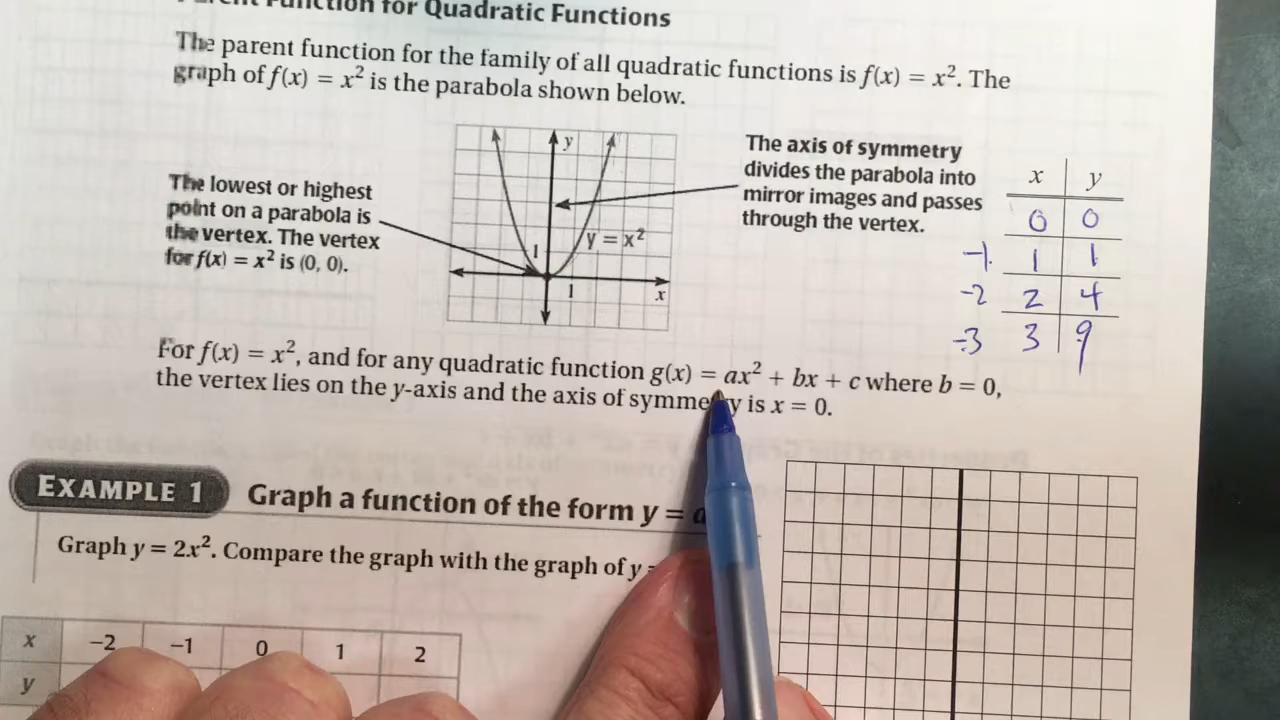 Function for Quadratic Functions
The parent function for the family of all quadratic functions is f(x) = x². The
graph of f(x) = x² is the parabola shown below.
The lowest or highest
point on a parabola is
the vertex. The vertex
for f(x) = x² is (0, 0).
y
1
y = x²
1
x
The axis of symmetry
divides the parabola into
mirror images and passes
through the vertex.
x y
0 0
-1. 1 1
-2 2 4
-3 3 9
For f(x) = x², and for any quadratic function g(x) = ax² + bx + c where b = 0,
the vertex lies on the y-axis and the axis of symmetry is x = 0.
EXAMPLE 1 Graph a function of the form y =
Graph y = 2x². Compare the graph with the graph of y =
x −2 −1 0 1 2
y